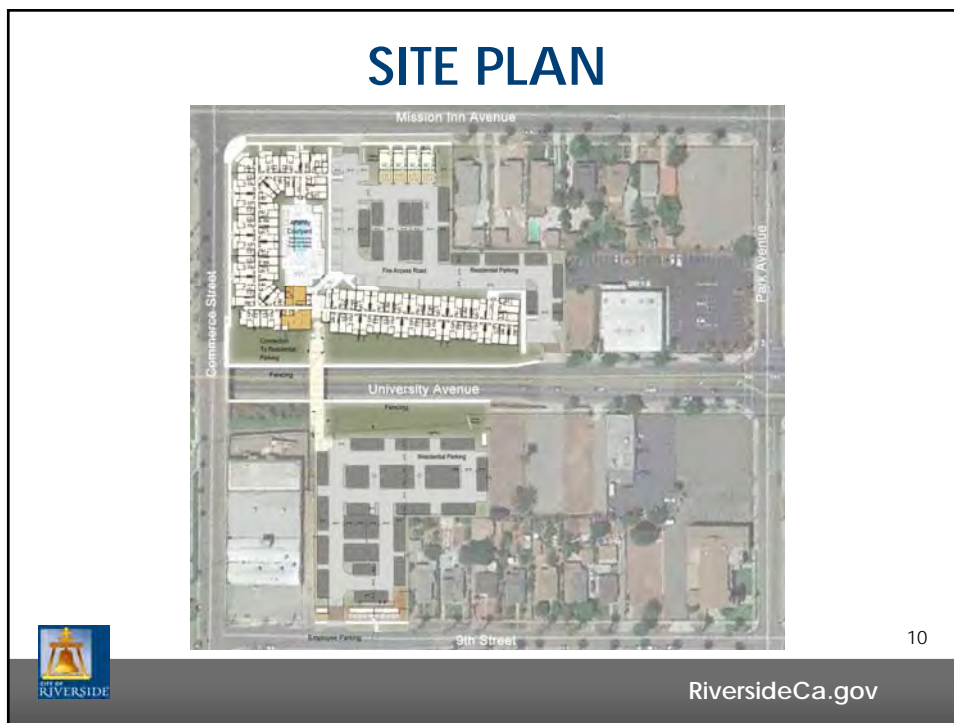 SITE PLAN
Mission Inn Avenue
Commerce Street
Park Avenue
Courtyard
Fire Access Road
Residential Parking
Connection
To Residential
Parking
Fencing
University Avenue
Fencing
Residential Parking
Employee Parking
9th Street
10
CITY OF
RIVERSIDE
RiversideCa.gov